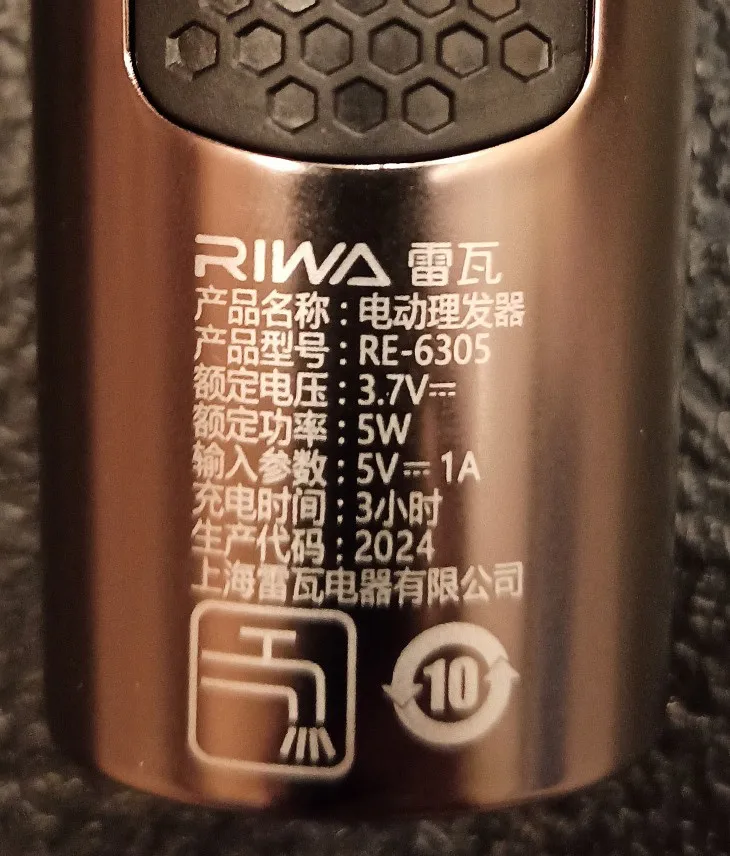 RIWA 雷瓦
产品名称：电动理发器
产品型号：RE-6305
额定电压：3.7V⎓
额定功率：5W
输入参数：5V⎓1A
充电时间：3小时
生产代码：2024
上海雷瓦电器有限公司
10